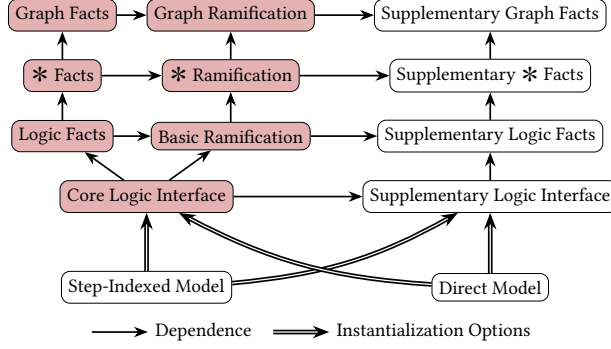 Graph Facts Graph Ramification Supplementary Graph Facts
∗ Facts ∗ Ramification Supplementary ∗ Facts
Logic Facts Basic Ramification Supplementary Logic Facts
Core Logic Interface Supplementary Logic Interface
Step-Indexed Model Direct Model
Dependence Instantialization Options